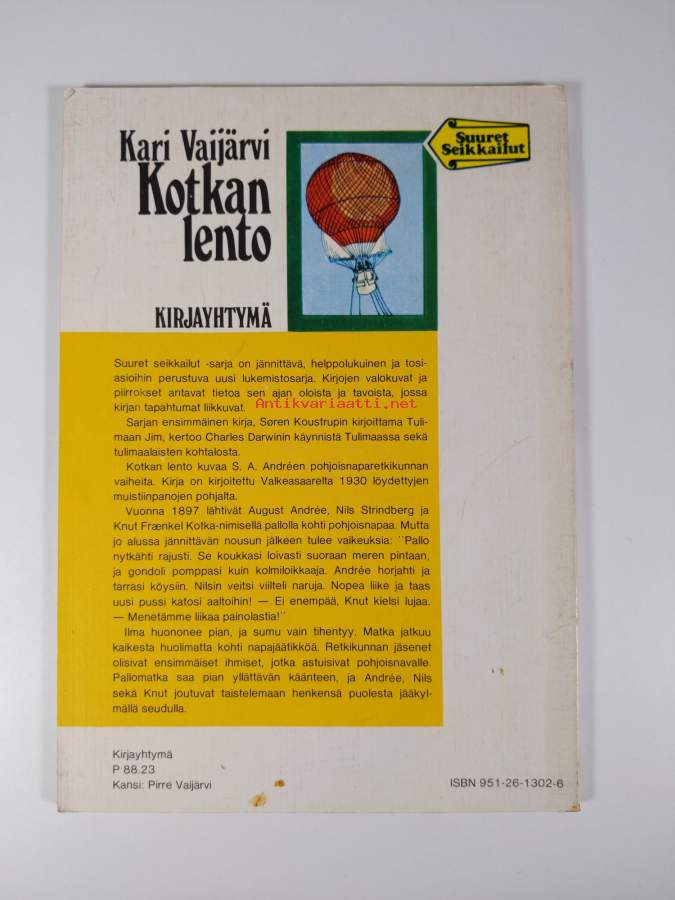 Kari Vaijärvi
Kotkan
lento
KIRJAYHTYMÄ
Suuret
Seikkailut
Suuret seikkailut -sarja on jännittävä, helppolukuinen ja tosi-
asioihin perustuva uusi lukemistosarja. Kirjojen valokuvat ja
piirrokset antavat tietoa sen ajan oloista ja tavoista, jossa
kirjan tapahtumat liikkuvat.
Antikvariaatti.net
Sarjan ensimmäinen kirja, Søren Koustrupin kirjoittama Tuli-
maan Jim, kertoo Charles Darwinin käynnistä Tulimaassa sekä
tulimaalaisten kohtalosta.
Kotkan lento kuvaa S. A. Andréen pohjoisnaparetkikunnan
vaiheita. Kirja on kirjoitettu Valkeasaarelta 1930 löydettyjen
muistiinpanojen pohjalta.
Vuonna 1897 lähtivät August Andrée, Nils Strindberg ja
Knut Frænkel Kotka-nimisellä pallolla kohti pohjoisnapaa. Mutta
jo alussa jännittävän nousun jälkeen tulee vaikeuksia: ''Pallo
nytkähti rajusti. Se koukkasi loivasti suoraan meren pintaan,
ja gondoli pomppasi kuin kolmiloikkaaja. Andrée horjahti ja
tarrasi köysiin. Nilsin veitsi viilteli naruja. Nopea liike ja taas
uusi pussi katosi aaltoihin! — Ei enempää, Knut kielsi lujaa.
— Menetämme liikaa painolastia!''
Ilma huononee pian, ja sumu vain tihentyy. Matka jatkuu
kaikesta huolimatta kohti napajäätikköä. Retkikunnan jäsenet
olisivat ensimmäiset ihmiset, jotka astuisivat pohjoisnavalle.
Pallomatka saa pian yllättävän käänteen, ja Andrée, Nils
sekä Knut joutuvat taistelemaan henkensä puolesta jääkyl-
mällä seudulla.
Kirjayhtymä
P 88.23
Kansi: Pirre Vaijärvi
ISBN 951-26-1302-6